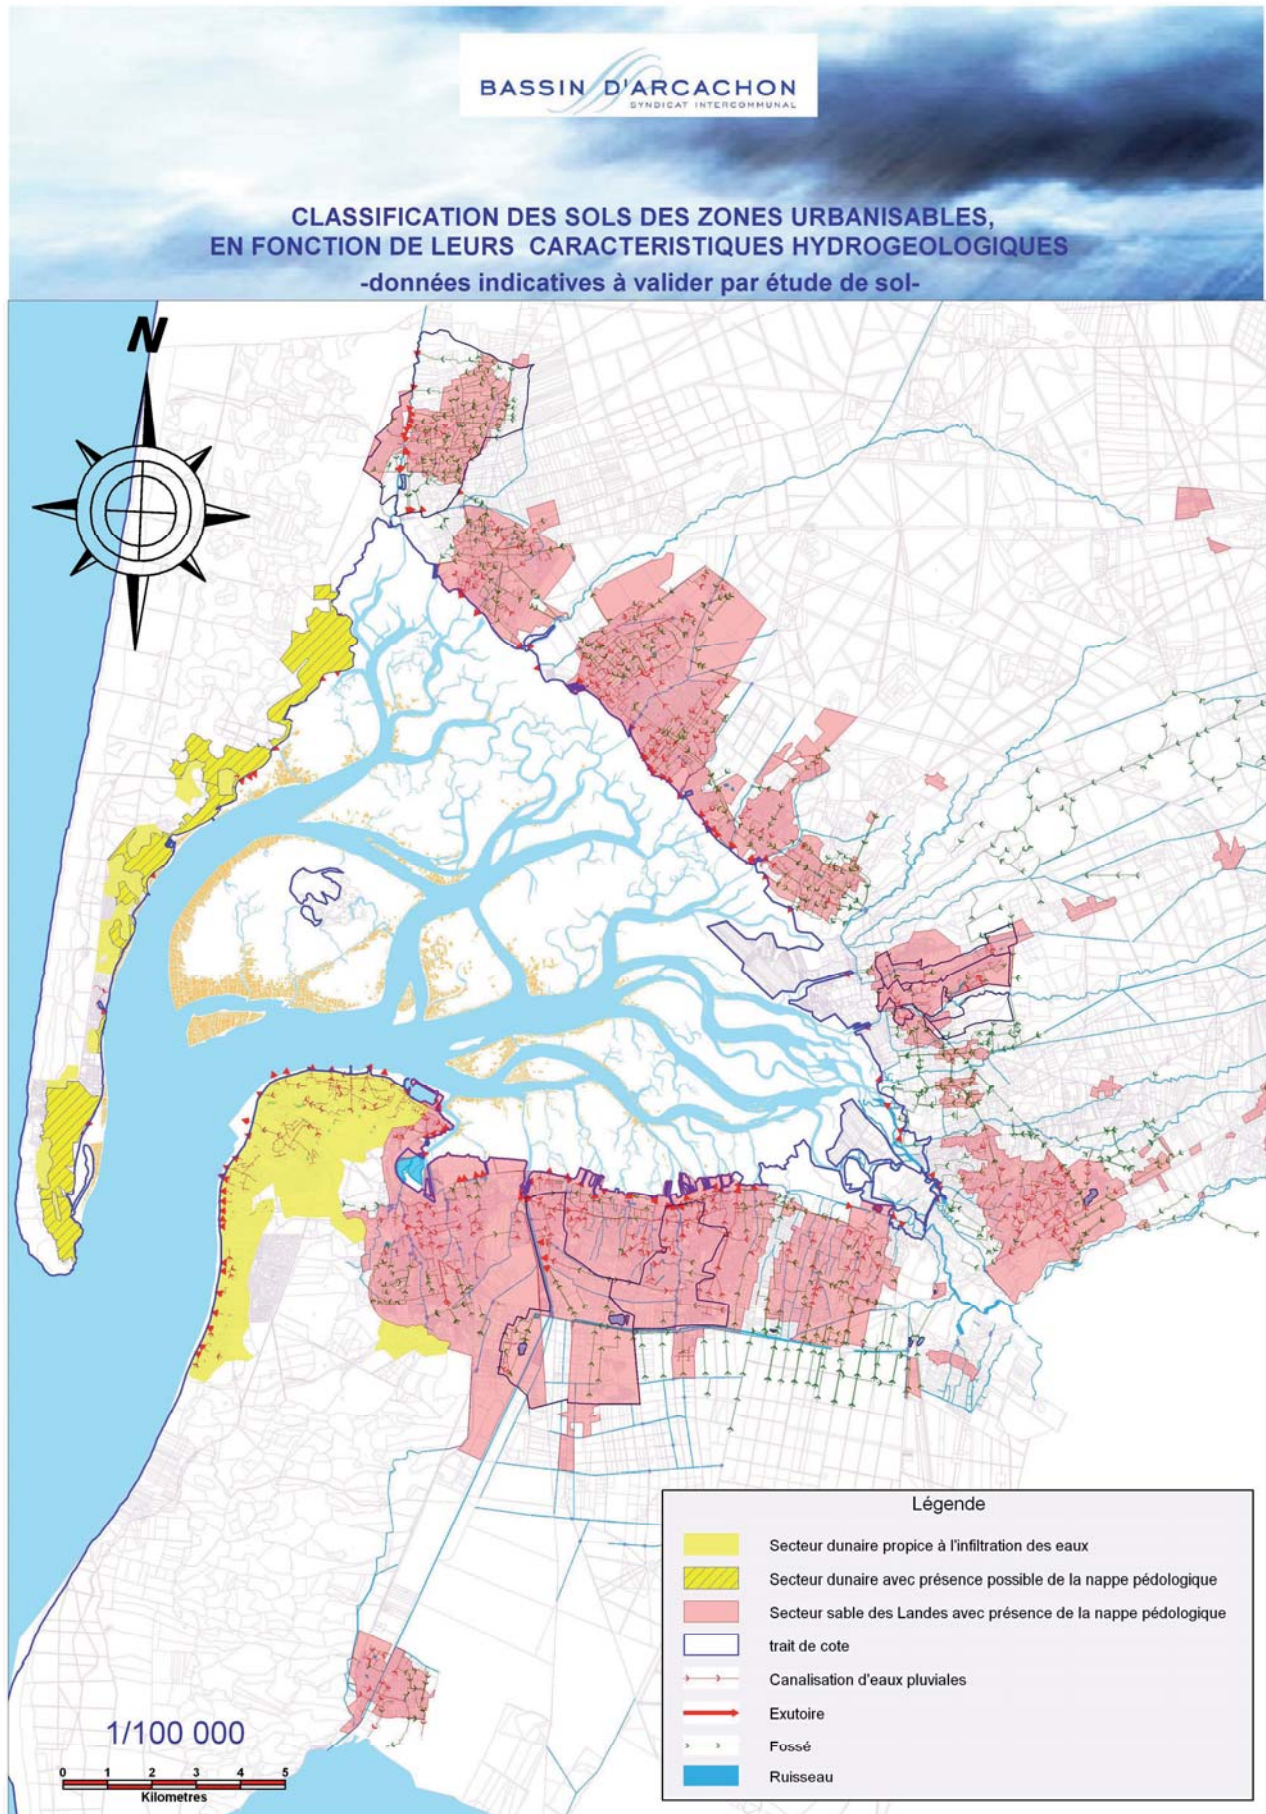 BASSIN D'ARCACHON
SYNDICAT INTERCOMMUNAL
CLASSIFICATION DES SOLS DES ZONES URBANISABLES,
EN FONCTION DE LEURS CARACTERISTIQUES HYDROGEOLOGIQUES
-données indicatives à valider par étude de sol-
N
Légende
Secteur dunaire propice à l'infiltration des eaux
Secteur dunaire avec présence possible de la nappe pédologique
Secteur sable des Landes avec présence de la nappe pédologique
trait de cote
Canalisation d'eaux pluviales
Exutoire
Fossé
Ruisseau
1/100 000
0 1 2 3 4 5
Kilometres